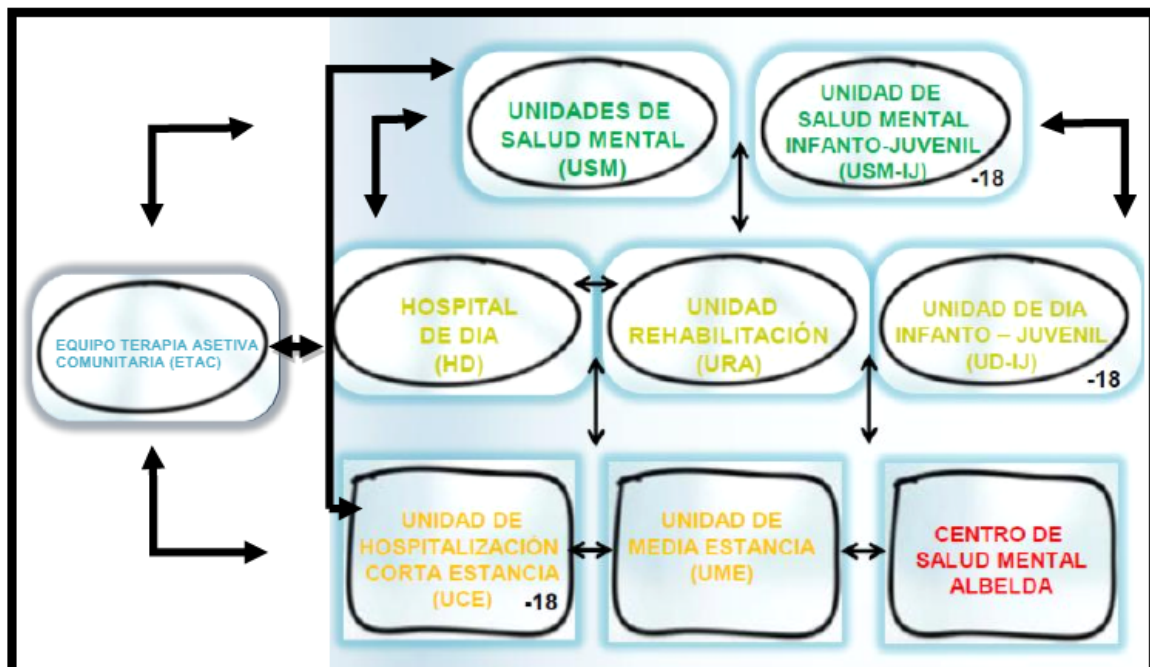 UNIDADES DE
SALUD MENTAL
(USM)
UNIDAD DE
SALUD MENTAL
INFANTO-JUVENIL
(USM-IJ)
-18
EQUIPO TERAPIA ASETIVA
COMUNITARIA (ETAC)
HOSPITAL
DE DIA
(HD)
UNIDAD
REHABILITACIÓN
(URA)
UNIDAD DE DIA
INFANTO – JUVENIL
(UD-IJ)
-18
UNIDAD DE
HOSPITALIZACIÓN
CORTA ESTANCIA
(UCE)
-18
UNIDAD DE
MEDIA ESTANCIA
(UME)
CENTRO DE
SALUD MENTAL
ALBELDA